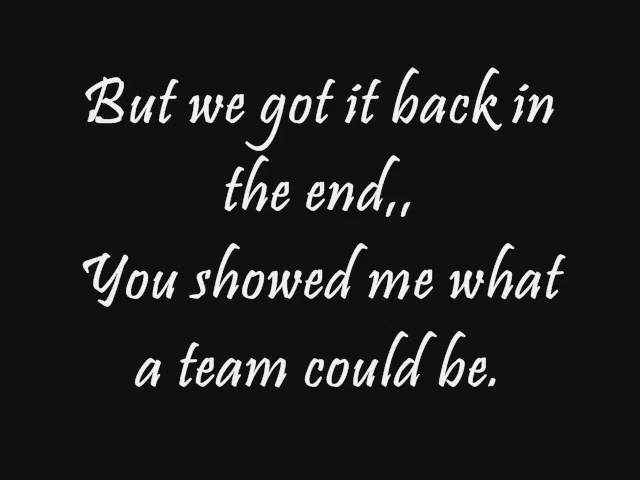 But we got it back in
the end,,
You showed me what
a team could be.